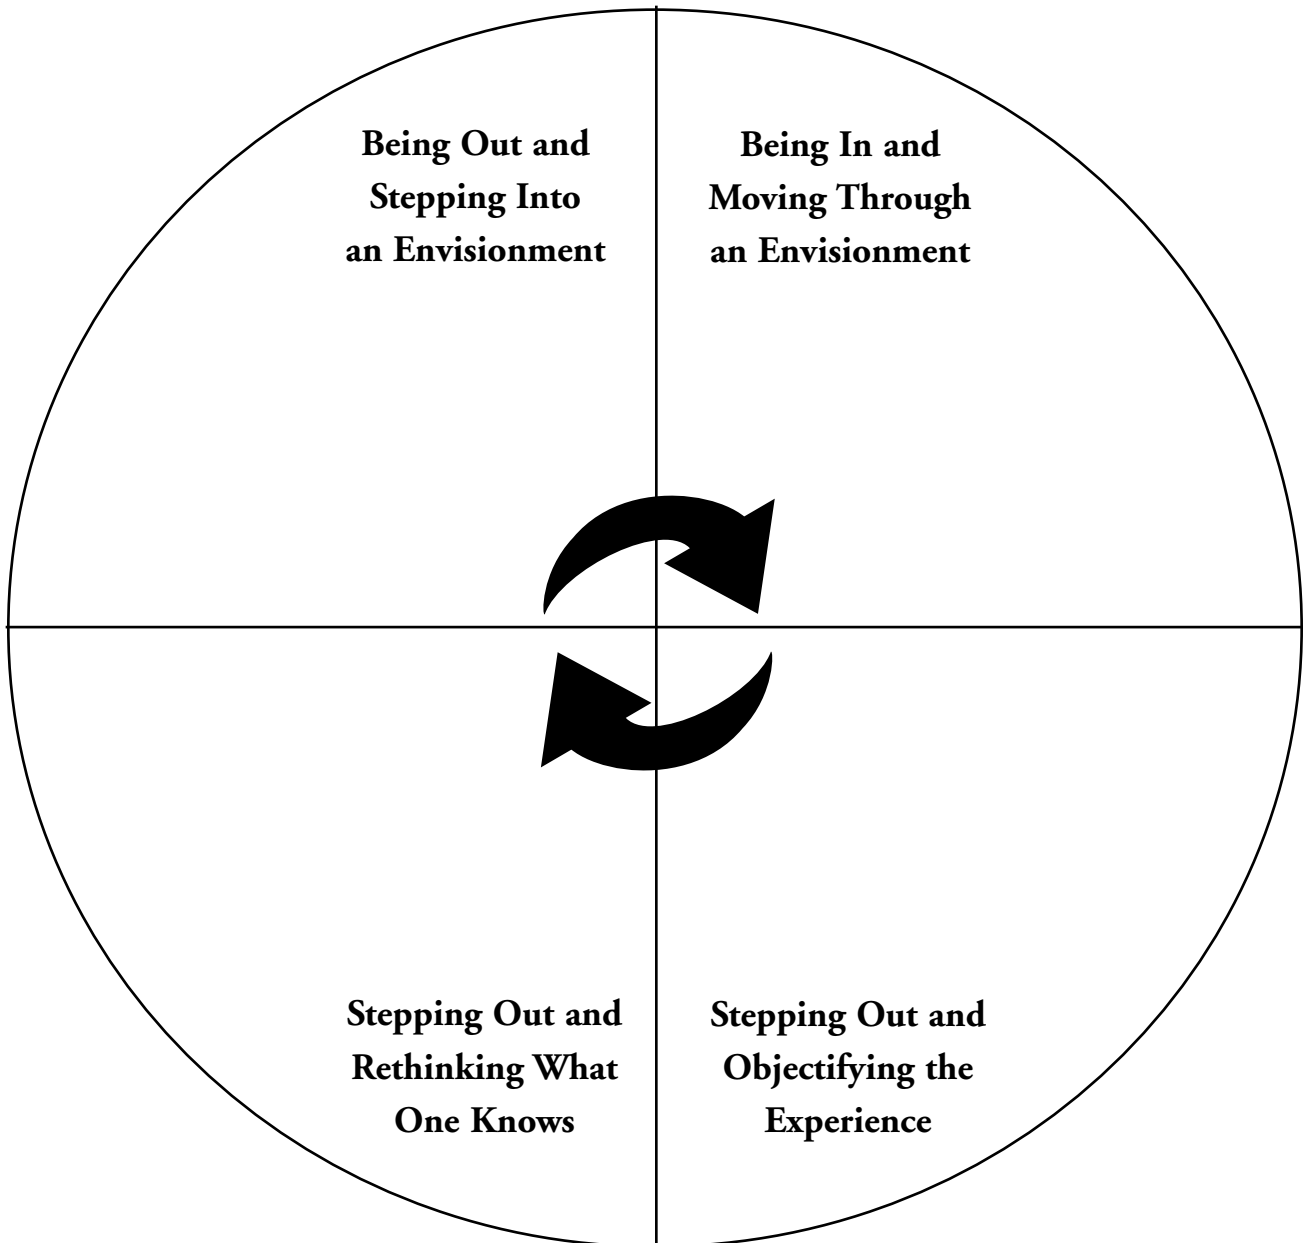 Being Out and
Stepping Into
an Envisionment
Being In and
Moving Through
an Envisionment
Stepping Out and
Rethinking What
One Knows
Stepping Out and
Objectifying the
Experience